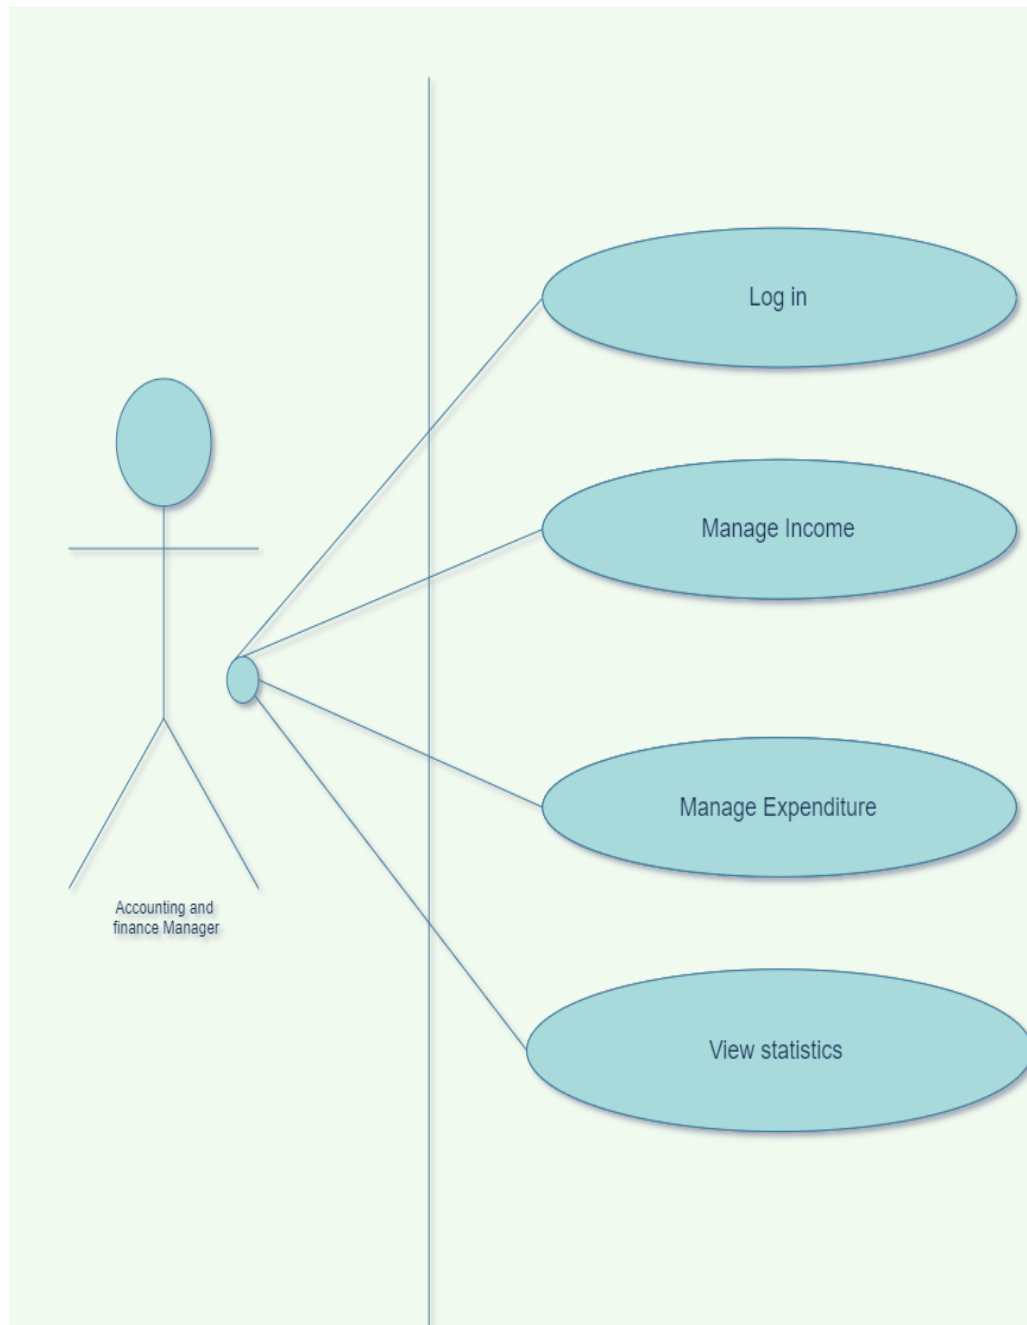 Log in
Manage Income
Manage Expenditure
Accounting and
finance Manager
View statistics